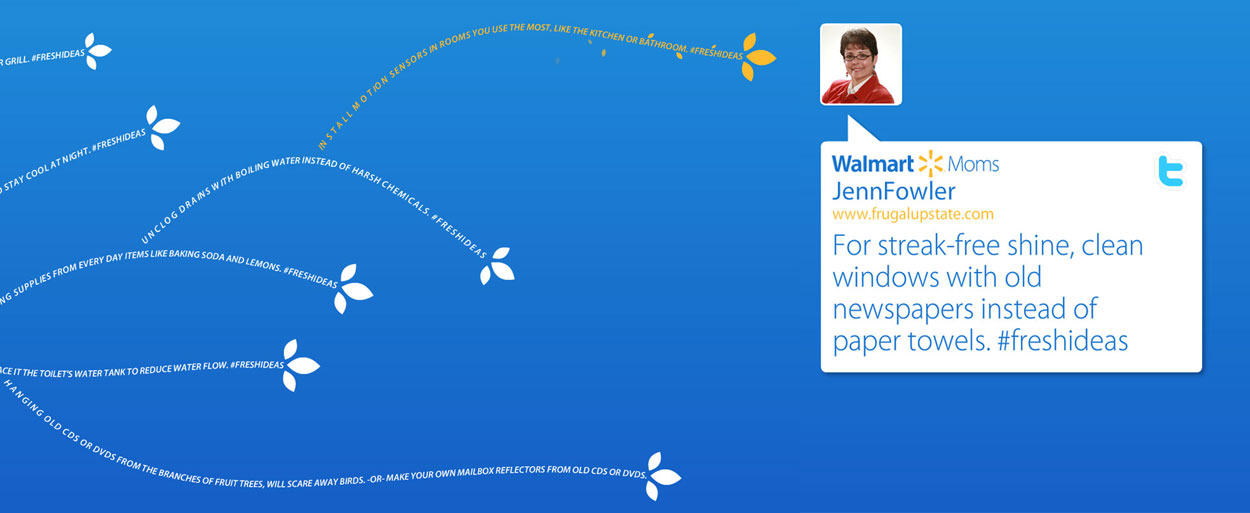 R GRILL. #FRESHIDEAS
INSTALL MOTION SENSORS IN ROOMS YOU USE THE MOST, LIKE THE KITCHEN OR BATHROOM. #FRESHIDEAS
STAY COOL AT NIGHT. #FRESHIDEAS
UNCLOG DRAINS WITH BOILING WATER INSTEAD OF HARSH CHEMICALS. #FRESHIDEAS
NG SUPPLIES FROM EVERY DAY ITEMS LIKE BAKING SODA AND LEMONS. #FRESHIDEAS
ACE IT THE TOILET'S WATER TANK TO REDUCE WATER FLOW. #FRESHIDEAS
HANGING OLD CDS OR DVDS FROM THE BRANCHES OF FRUIT TREES, WILL SCARE AWAY BIRDS. -OR- MAKE YOUR OWN MAILBOX REFLECTORS FROM OLD CDS OR DVDS.
Walmart Moms
JennFowler
www.frugalupstate.com
For streak-free shine, clean
windows with old
newspapers instead of
paper towels. #freshideas